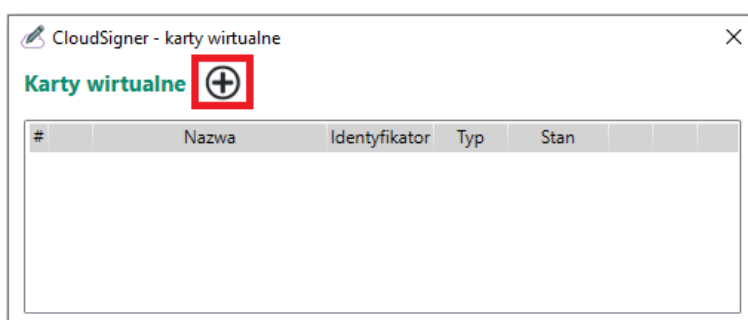 CloudSigner - karty wirtualne
Karty wirtualne
# Nazwa Identyfikator Typ Stan